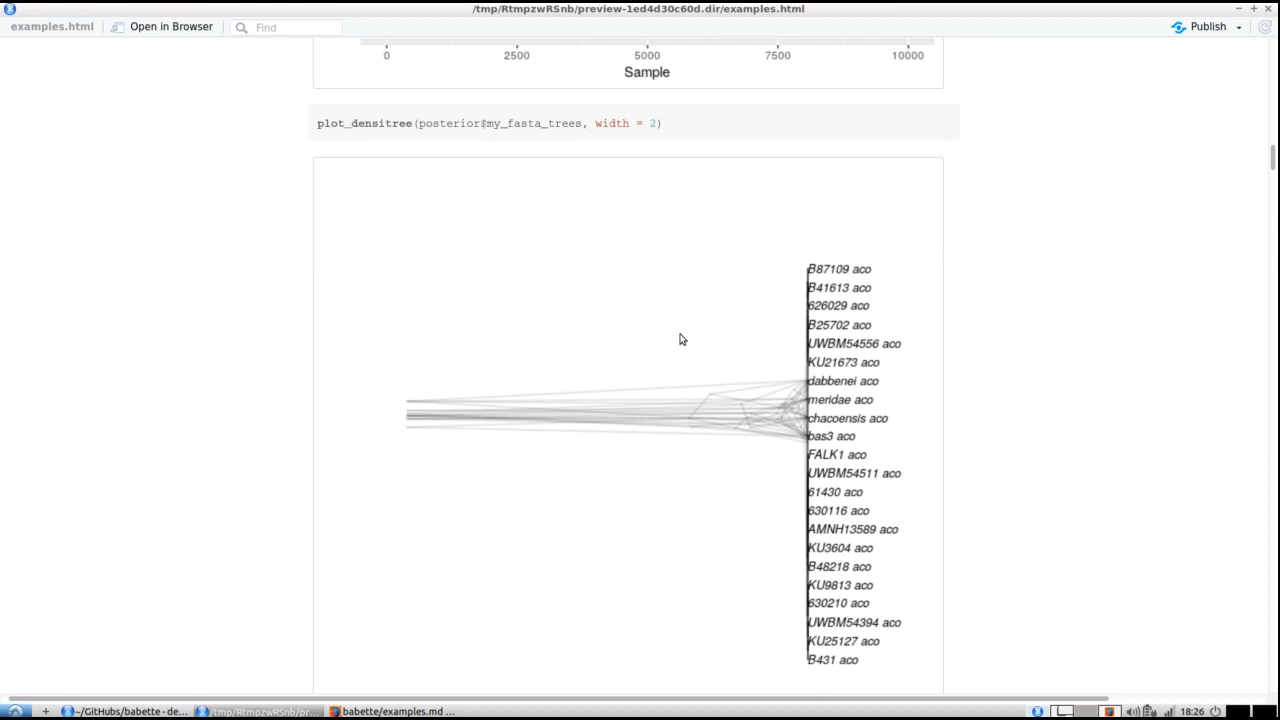 /tmp/RtmpzwRSnb/preview-1ed4d30c60d.dir/examples.html
examples.html Open in Browser Find Publish
0 2500 5000 7500 10000
Sample
plot_densitree(posterior$my_fasta_trees, width = 2)
B87109 aco
B41613 aco
626029 aco
B25702 aco
UWBM54556 aco
KU21673 aco
dabbenei aco
meridae aco
chacoensis aco
bas3 aco
FALK1 aco
UWBM54511 aco
61430 aco
630116 aco
AMNH13589 aco
KU3604 aco
B48218 aco
KU9813 aco
630210 aco
UWBM54394 aco
KU25127 aco
B431 aco
~/GitHubs/babette - de... /tmp/RtmpzwRSnb/pr... babette/examples.md ... 18:26